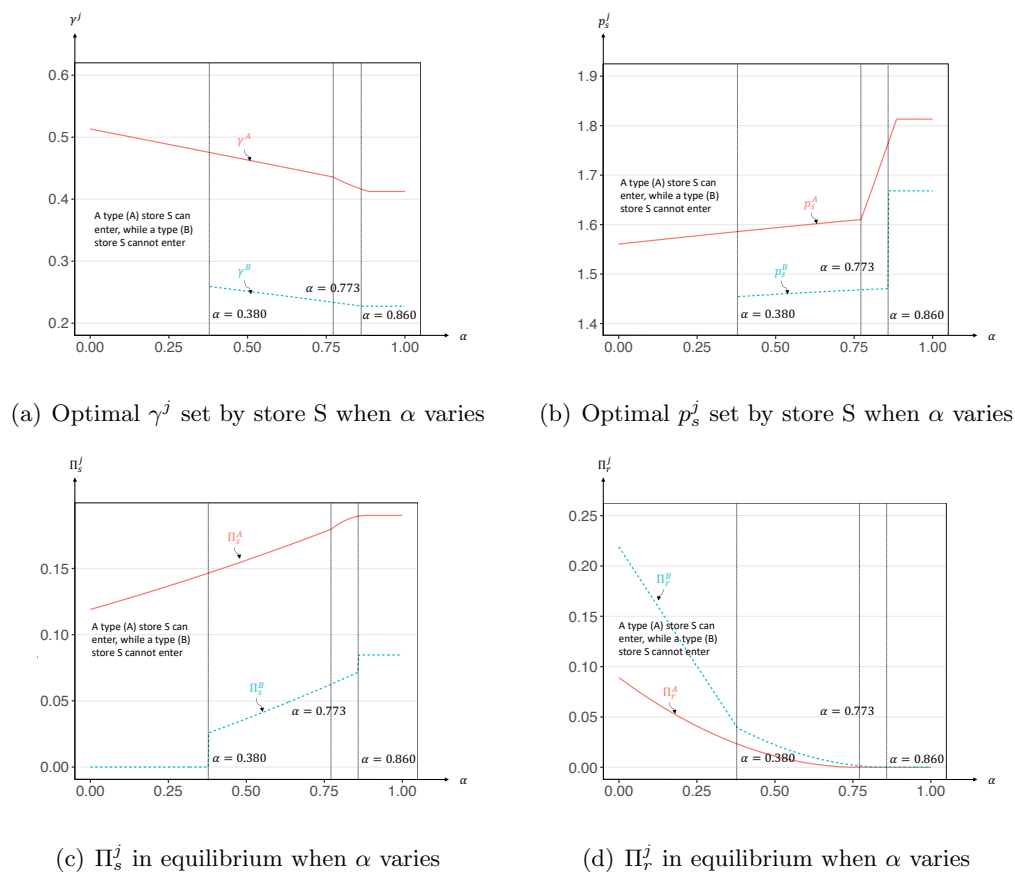 γ^j
0.6
0.5
0.4
0.3
0.2
γ^A
A type (A) store S can
enter, while a type (B)
store S cannot enter
γ^B
α = 0.773
α = 0.380
α = 0.860
0.00 0.25 0.50 0.75 1.00
α
(a) Optimal γ^j set by store S when α varies
p_s^j
1.9
1.8
1.7
1.6
1.5
1.4
A type (A) store S can
enter, while a type (B)
store S cannot enter
p_s^A
α = 0.773
p_s^B
α = 0.380
α = 0.860
0.00 0.25 0.50 0.75 1.00
α
(b) Optimal p_s^j set by store S when α varies
Π_s^j
0.15
0.10
0.05
0.00
Π_s^A
A type (A) store S can
enter, while a type (B)
store S cannot enter
Π_s^B
α = 0.773
α = 0.380
α = 0.860
0.00 0.25 0.50 0.75 1.00
α
(c) Π_s^j in equilibrium when α varies
Π_r^j
0.25
0.20
0.15
0.10
0.05
0.00
Π_r^B
A type (A) store S can
enter, while a type (B)
store S cannot enter
Π_r^A
α = 0.773
α = 0.380
α = 0.860
0.00 0.25 0.50 0.75 1.00
α
(d) Π_r^j in equilibrium when α varies